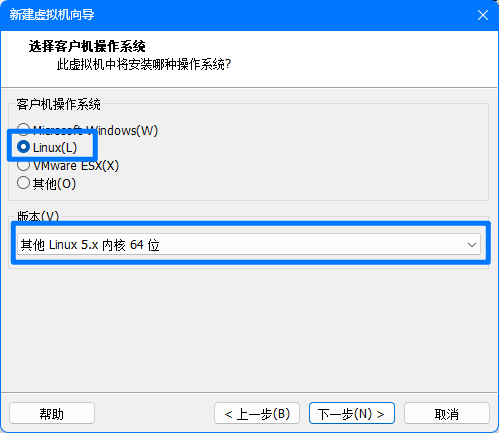 新建虚拟机向导
选择客户机操作系统
此虚拟机中将安装哪种操作系统?
客户机操作系统
Microsoft Windows(W)
Linux(L)
VMware ESX(X)
其他(O)
版本(V)
其他 Linux 5.x 内核 64 位
帮助
< 上一步(B)
下一步(N) >
取消